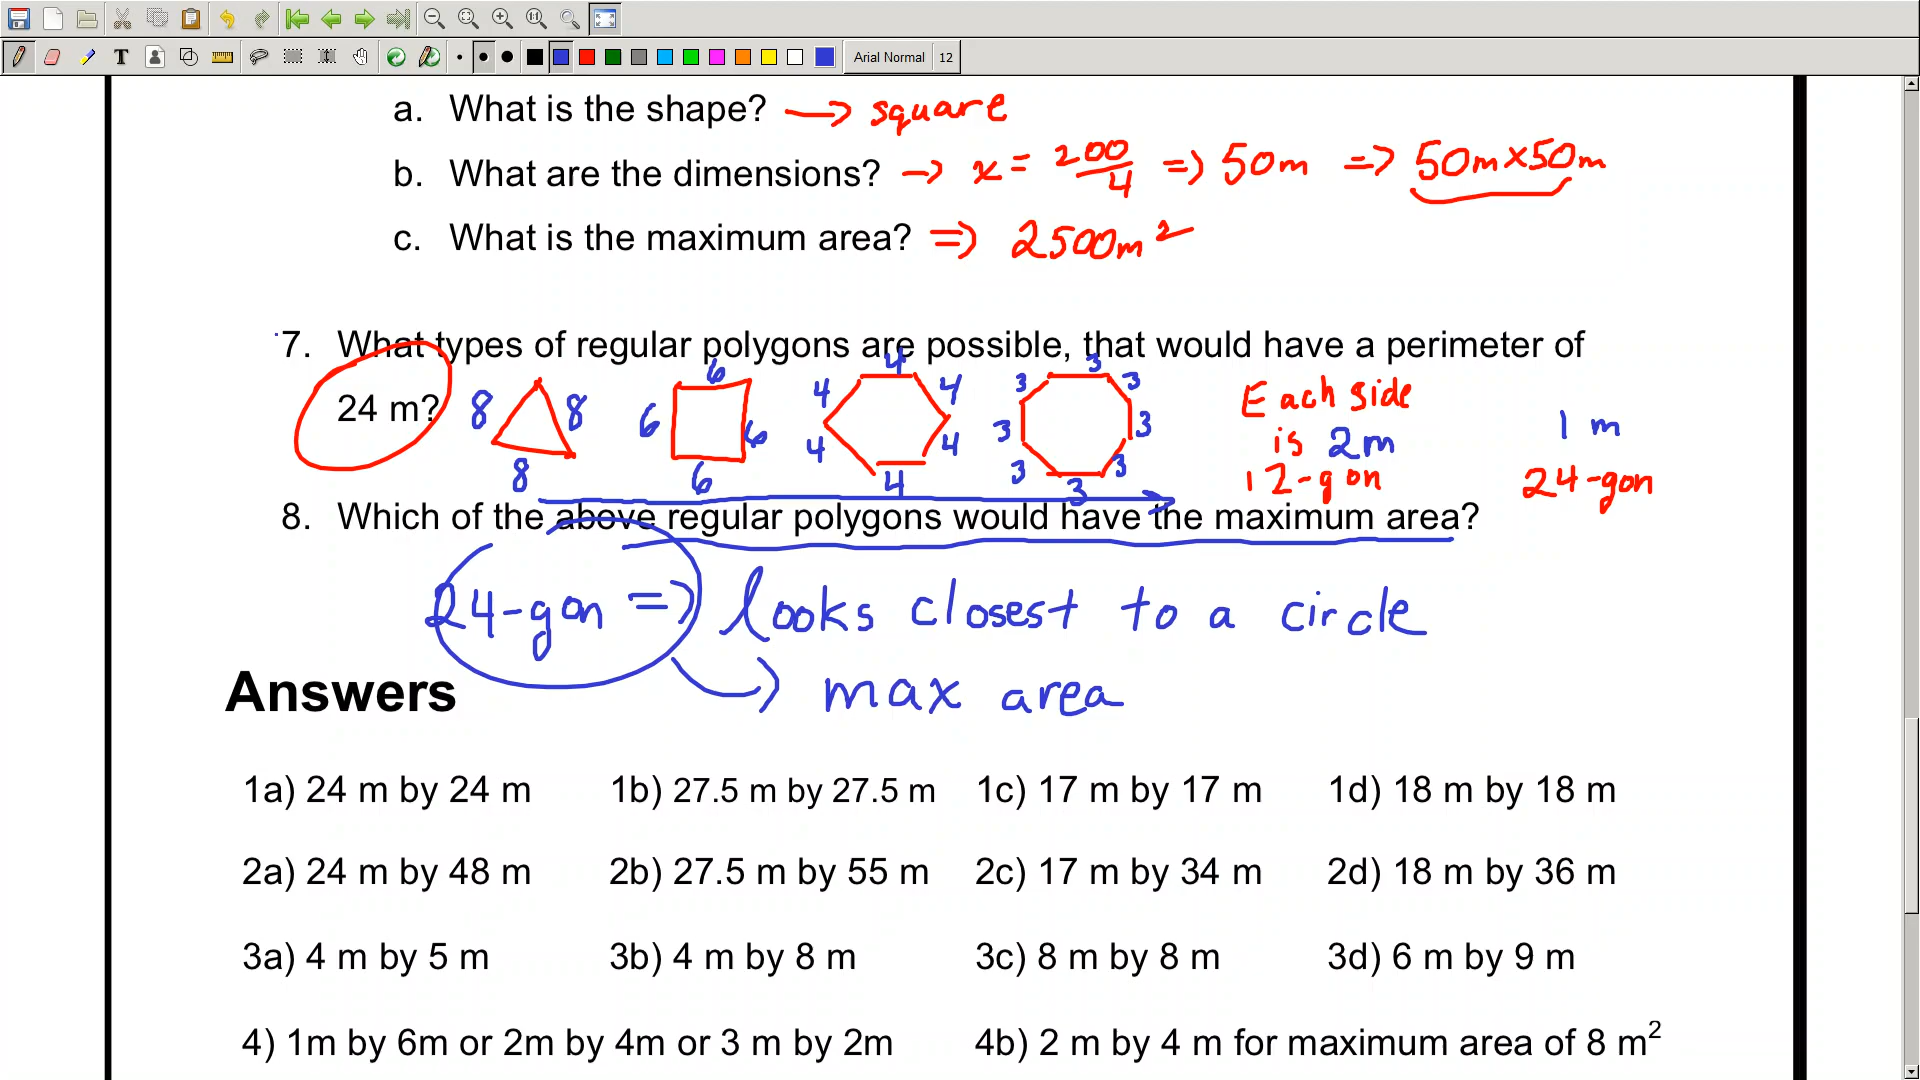 Arial Normal 12
a. What is the shape? → square
b. What are the dimensions? → x = 200/4 ⇒ 50m ⇒ 50m×50m
c. What is the maximum area? ⇒ 2500m²
7. What types of regular polygons are possible, that would have a perimeter of
24 m?
8 8 8
6 6 6 6
4 4 4 4 4 4
3 3 3 3 3 3 3 3
Each side
is 2m
12-gon
1 m
24-gon
8. Which of the above regular polygons would have the maximum area?
24-gon ⇒ looks closest to a circle
→ max area
Answers
1a) 24 m by 24 m 1b) 27.5 m by 27.5 m 1c) 17 m by 17 m 1d) 18 m by 18 m
2a) 24 m by 48 m 2b) 27.5 m by 55 m 2c) 17 m by 34 m 2d) 18 m by 36 m
3a) 4 m by 5 m 3b) 4 m by 8 m 3c) 8 m by 8 m 3d) 6 m by 9 m
4) 1m by 6m or 2m by 4m or 3 m by 2m 4b) 2 m by 4 m for maximum area of 8 m²